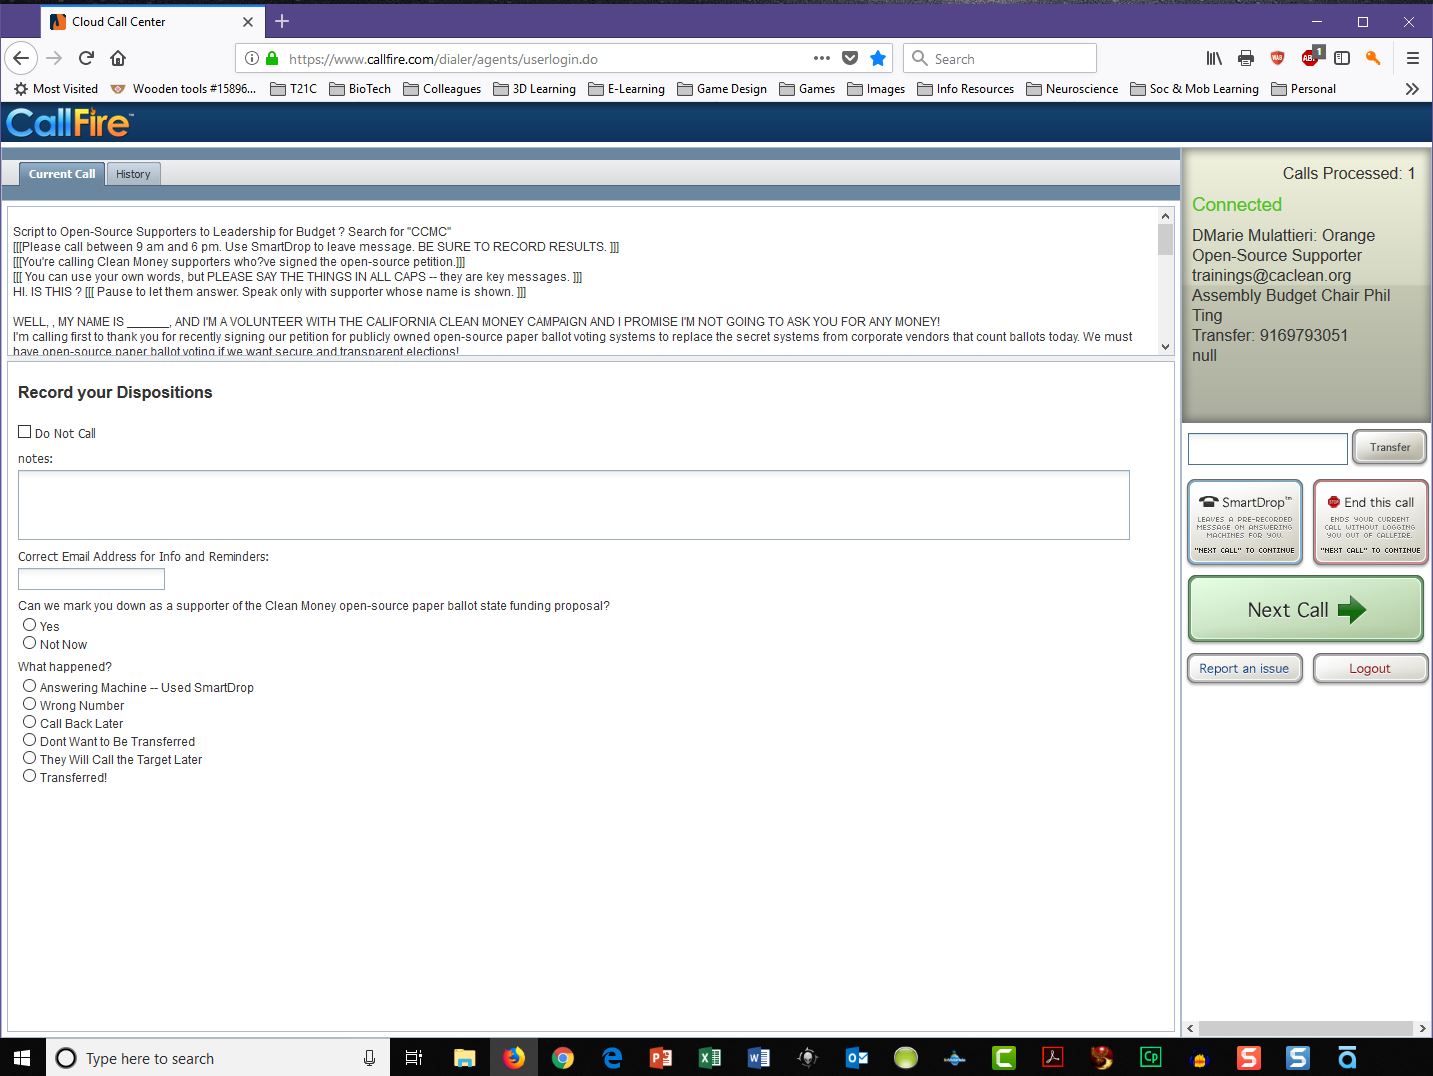 Cloud Call Center
https://www.callfire.com/dialer/agents/userlogin.do
Search
1
Most Visited
Wooden tools #15896...
T21C
BioTech
Colleagues
3D Learning
E-Learning
Game Design
Games
Images
Info Resources
Neuroscience
Soc & Mob Learning
Personal
CallFire™
Current Call
History
Script to Open-Source Supporters to Leadership for Budget ? Search for "CCMC"
[[[Please call between 9 am and 6 pm. Use SmartDrop to leave message. BE SURE TO RECORD RESULTS. ]]]
[[[You're calling Clean Money supporters who?ve signed the open-source petition.]]]
[[[ You can use your own words, but PLEASE SAY THE THINGS IN ALL CAPS -- they are key messages. ]]]
HI. IS THIS ? [[[ Pause to let them answer. Speak only with supporter whose name is shown. ]]]
WELL, , MY NAME IS ______, AND I'M A VOLUNTEER WITH THE CALIFORNIA CLEAN MONEY CAMPAIGN AND I PROMISE I'M NOT GOING TO ASK YOU FOR ANY MONEY!
I'm calling first to thank you for recently signing our petition for publicly owned open-source paper ballot voting systems to replace the secret systems from corporate vendors that count ballots today. We must
have open-source paper ballot voting if we want secure and transparent elections!
Record your Dispositions
Do Not Call
notes:
Correct Email Address for Info and Reminders:
Can we mark you down as a supporter of the Clean Money open-source paper ballot state funding proposal?
Yes
Not Now
What happened?
Answering Machine -- Used SmartDrop
Wrong Number
Call Back Later
Dont Want to Be Transferred
They Will Call the Target Later
Transferred!
Calls Processed: 1
Connected
DMarie Mulattieri: Orange
Open-Source Supporter
trainings@caclean.org
Assembly Budget Chair Phil
Ting
Transfer: 9169793051
null
Transfer
SmartDrop™
LEAVES A PRE-RECORDED
MESSAGE ON ANSWERING
MACHINES FOR YOU.
"NEXT CALL" TO CONTINUE
STOP
End this call
ENDS YOUR CURRENT
CALL WITHOUT LOGGING
YOU OUT OF CALLFIRE.
"NEXT CALL" TO CONTINUE
Next Call
Report an issue
Logout
Type here to search